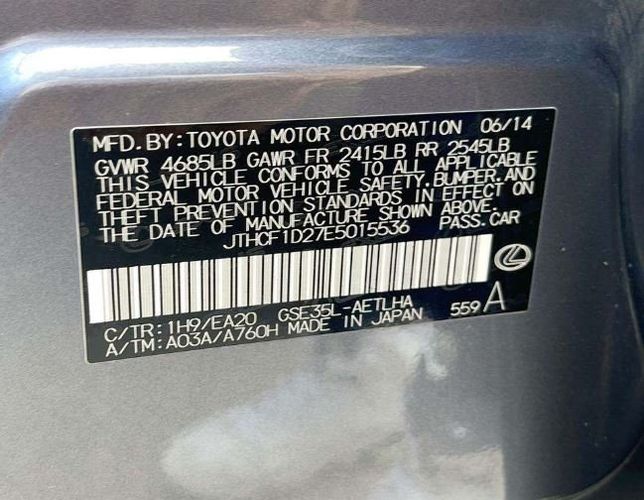 MFD.BY:TOYOTA MOTOR CORPORATION 06/14
GVWR 4685LB GAWR FR 2415LB RR 2545LB
THIS VEHICLE CONFORMS TO ALL APPLICABLE
FEDERAL MOTOR VEHICLE SAFETY,BUMPER,AND
THEFT PREVENTION STANDARDS IN EFFECT ON
THE DATE OF MANUFACTURE SHOWN ABOVE.
JTHCF1D27E5015536 PASS.CAR
C/TR:1H9/EA20 GSE35L-AETLHA 559 A
A/TM:A03A/A760H MADE IN JAPAN